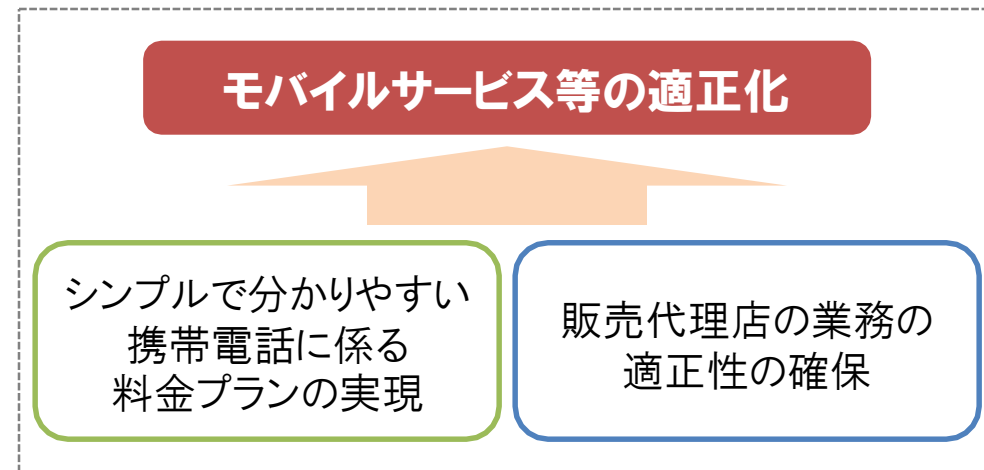 モバイルサービス等の適正化
シンプルで分かりやすい
携帯電話に係る
料金プランの実現
販売代理店の業務の
適正性の確保